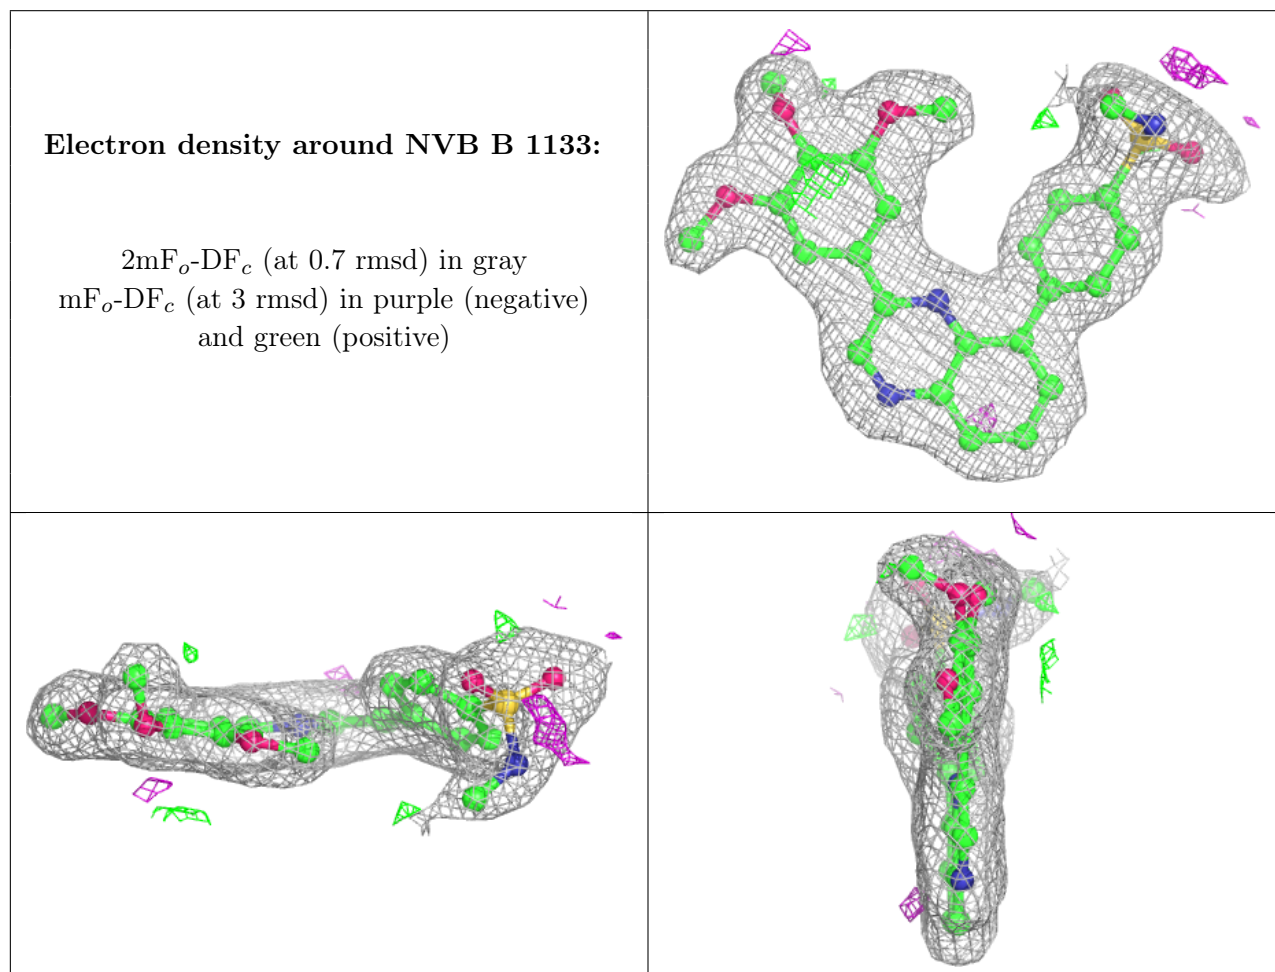 Electron density around NVB B 1133:
2mFo-DFc (at 0.7 rmsd) in gray
mFo-DFc (at 3 rmsd) in purple (negative)
and green (positive)